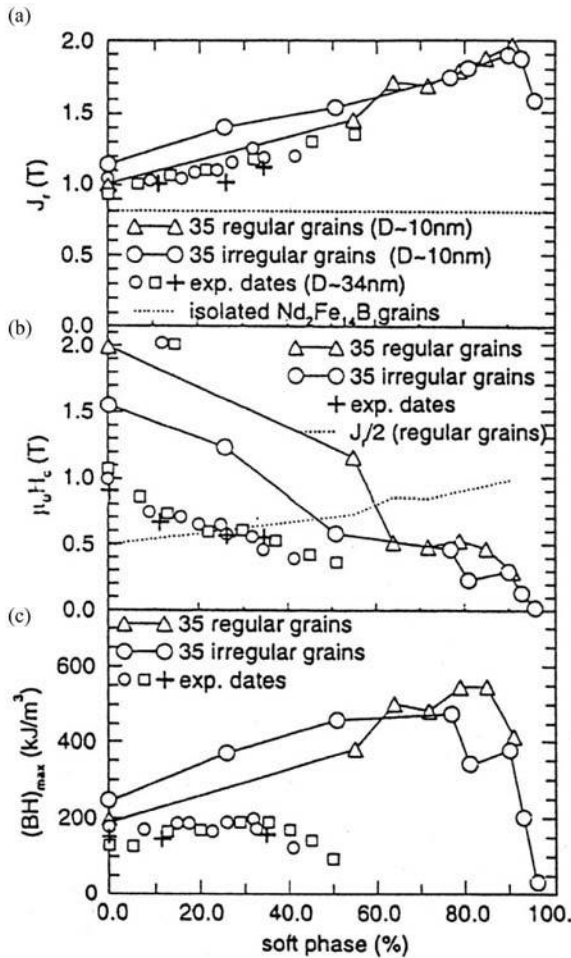 (a)
2.0
1.5
1.0
0.5
0.0
J_r (T)
35 regular grains (D~10nm)
35 irregular grains (D~10nm)
exp. dates (D~34nm)
isolated Nd₂Fe₁₄B grains
(b)
2.0
1.5
1.0
0.5
0.0
35 regular grains
35 irregular grains
exp. dates
J_r/2 (regular grains)
(c)
600
400
200
0
(BH)max (kJ/m³)
35 regular grains
35 irregular grains
exp. dates
0.0 20.0 40.0 60.0 80.0 100.0
soft phase (%)